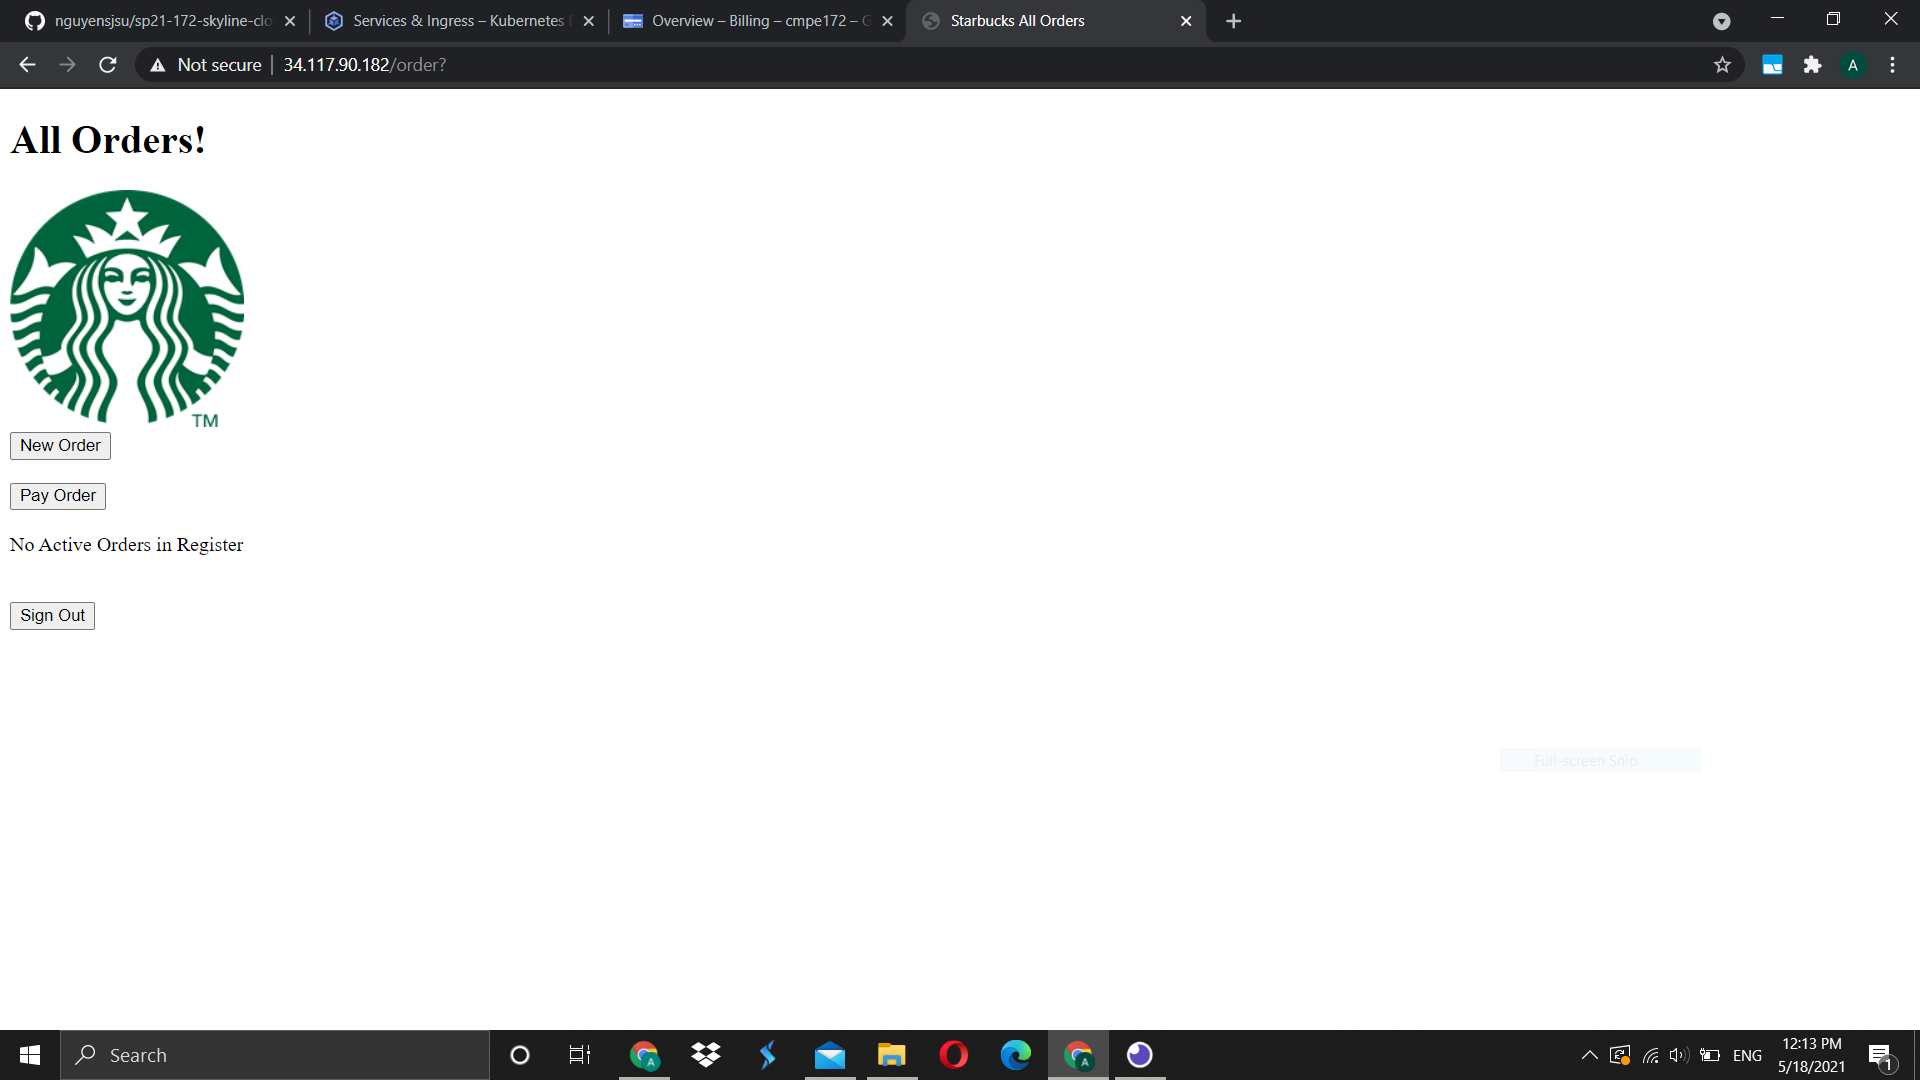 nguyensjsu/sp21-172-skyline-clo
Services & Ingress – Kubernetes
Overview – Billing – cmpe172 – G
Starbucks All Orders
Not secure
34.117.90.182/order?
A
All Orders!
TM
New Order
Pay Order
No Active Orders in Register
Sign Out
Full-screen Snip
Search
A
A
ENG
12:13 PM
5/18/2021
1